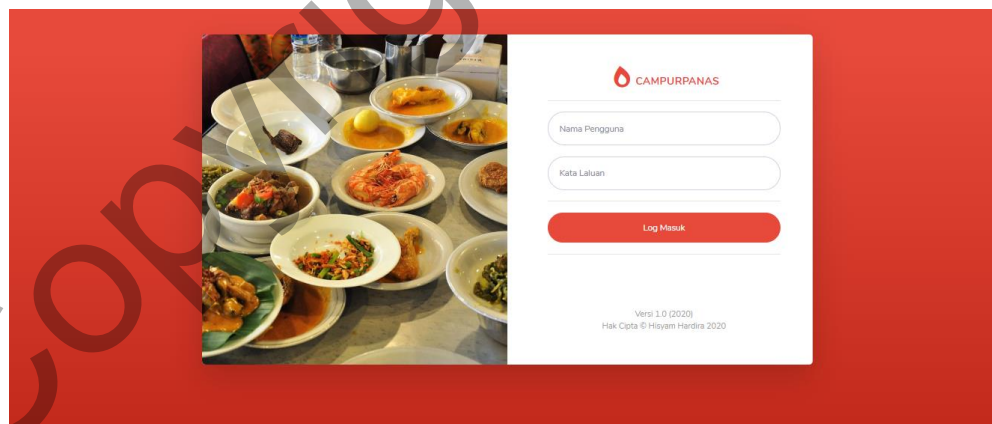 CAMPURPANAS
Nama Pengguna
Kata Laluan
Log Masuk
Versi 1.0 (2020)
Hak Cipta © Hisyam Hardira 2020